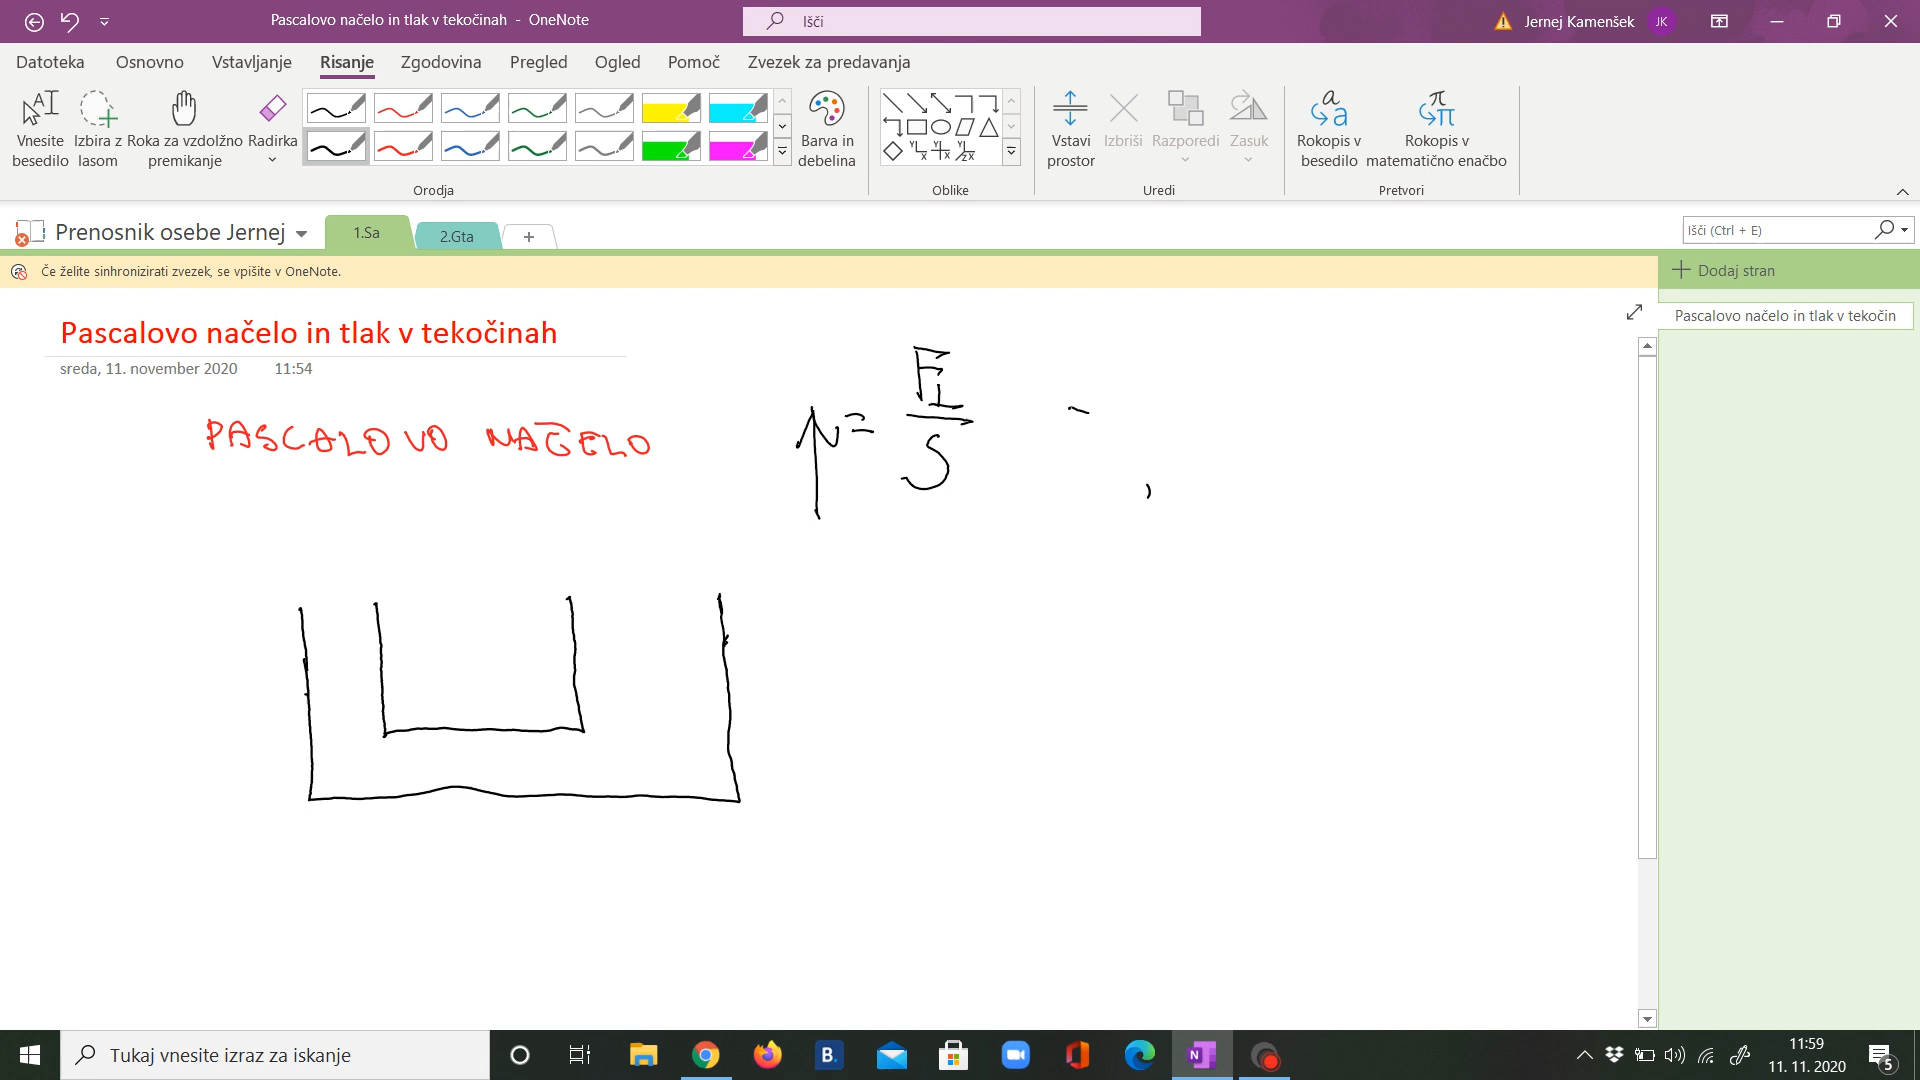 Pascalovo načelo in tlak v tekočinah - OneNote
Išči
Jernej Kamenšek
JK
Datoteka Osnovno Vstavljanje Risanje Zgodovina Pregled Ogled Pomoč Zvezek za predavanja
Vnesite besedilo
Izbira z lasom
Roka za vzdolžno premikanje
Radirka
Barva in debelina
Vstavi prostor
Izbriši
Razporedi
Zasuk
Rokopis v besedilo
Rokopis v matematično enačbo
Orodja
Oblike
Uredi
Pretvori
Prenosnik osebe Jernej
1.Sa
2.Gta
+
Išči (Ctrl + E)
Če želite sinhronizirati zvezek, se vpišite v OneNote.
Dodaj stran
Pascalovo načelo in tlak v tekočin
Pascalovo načelo in tlak v tekočinah
sreda, 11. november 2020 11:54
PASCALOVO NAČELO
p = F⊥
S
Tukaj vnesite izraz za iskanje
11:59
11. 11. 2020
5